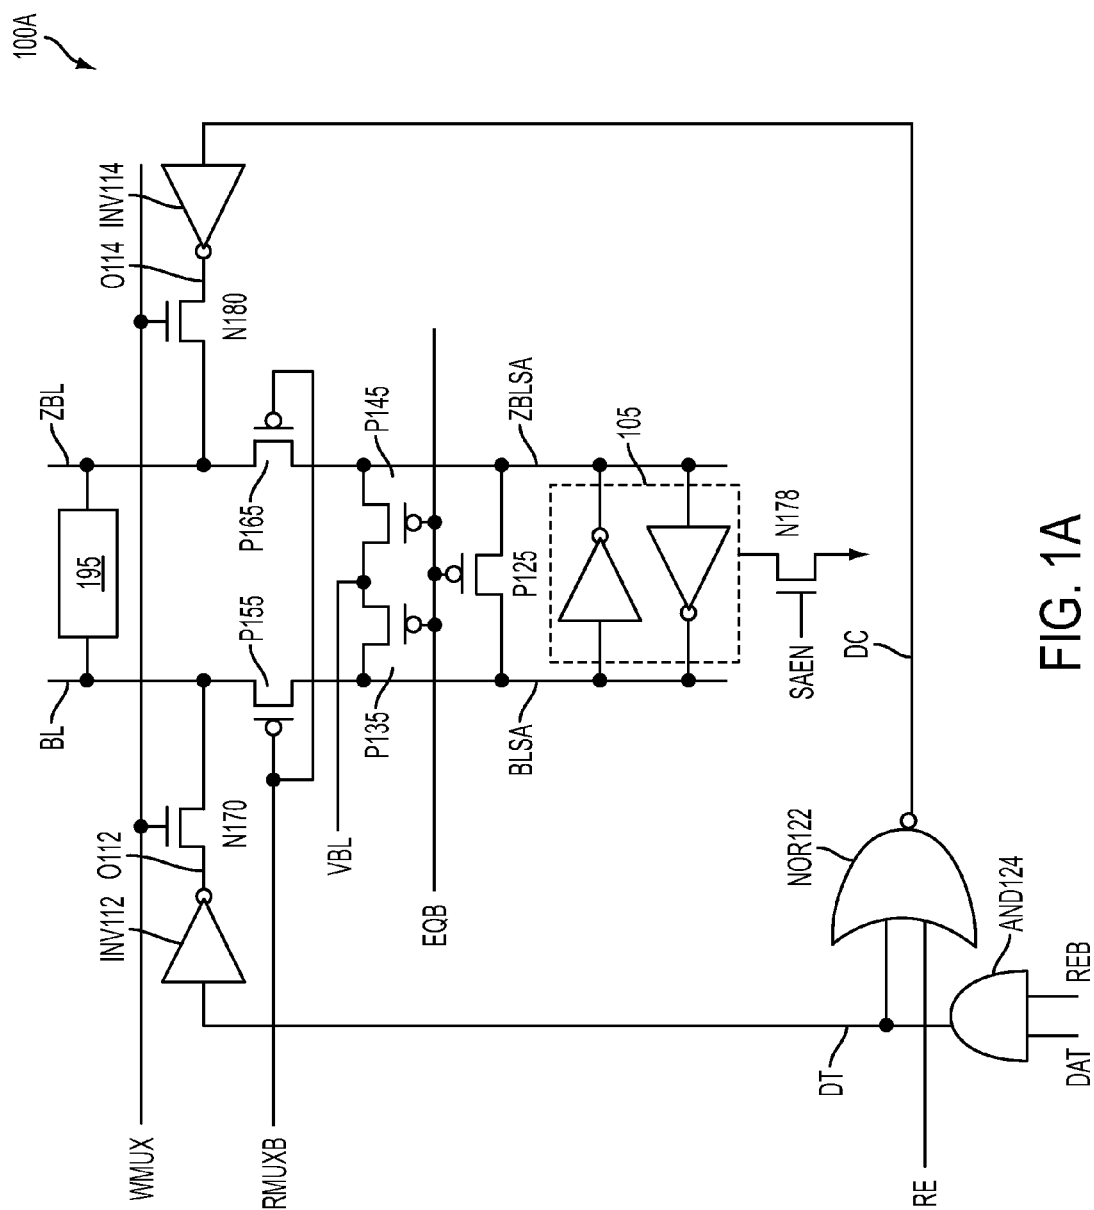 100A
WMUX
RMUXB
INV112
O112
N170
BL
ZBL
195
P155
P165
N180
O114
INV114
VBL
EQB
P135
P145
P125
BLSA
ZBLSA
105
SAEN
N178
DC
RE
DT
NOR122
AND124
DAT
REB
FIG. 1A